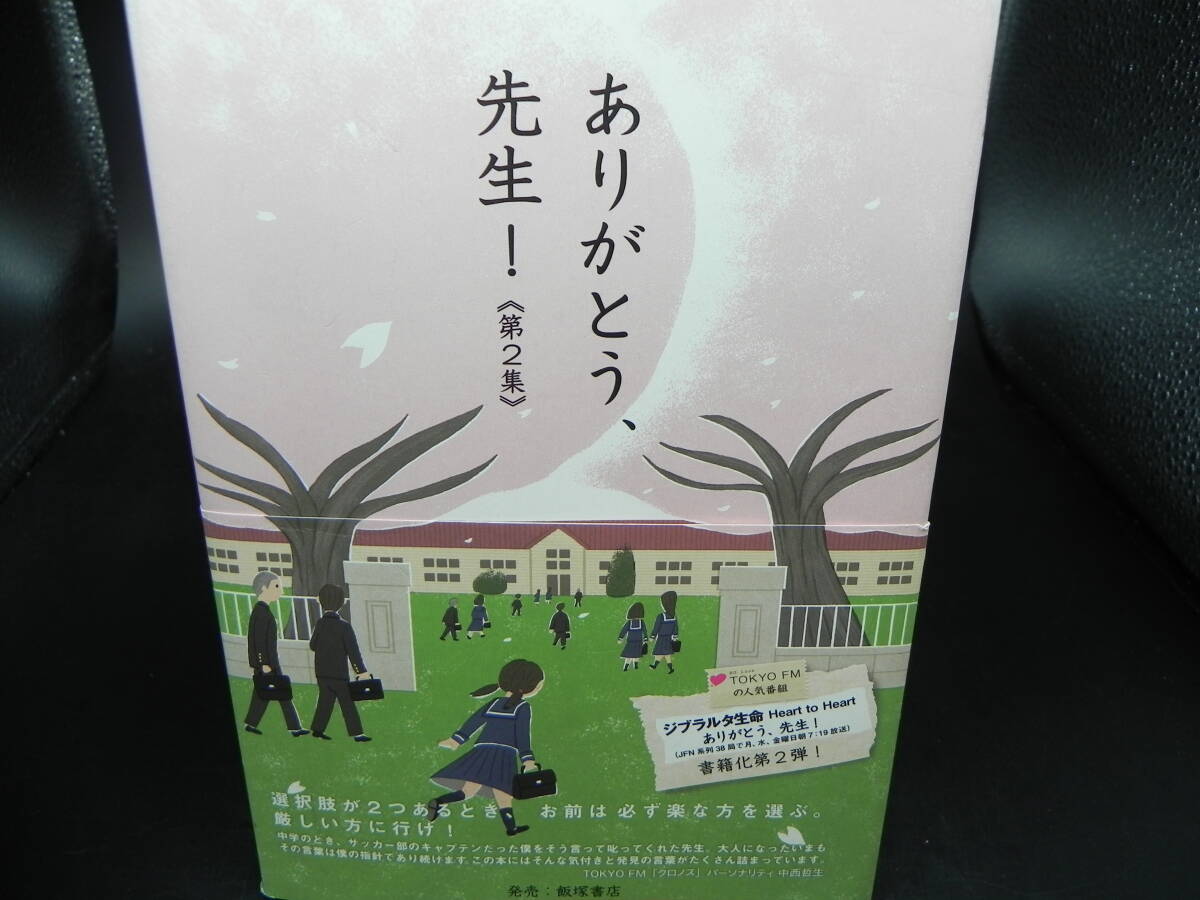 ありがとう、
先生！
《第2集》
TOKYO FM
の人気番組
ジブラルタ生命 Heart to Heart
ありがとう、先生！
(JFN系列38局で月、水、金曜日朝7:19放送)
書籍化第2弾！
選択肢が2つあるとき お前は必ず楽な方を選ぶ。
厳しい方に行け！
中学のとき、サッカー部のキャプテンだった僕をそう言って叱ってくれた先生。大人になったいまも
その言葉は僕の指針であり続けます。この本にはそんな気付きと発見の言葉がたくさん詰まっています。
TOKYO FM「クロノス」パーソナリティ 中西哲生
発売：飯塚書店